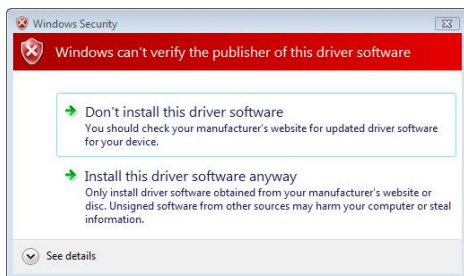 Windows Security
Windows can't verify the publisher of this driver software
Don't install this driver software
You should check your manufacturer's website for updated driver software
for your device.
Install this driver software anyway
Only install driver software obtained from your manufacturer's website or
disc. Unsigned software from other sources may harm your computer or steal
information.
See details